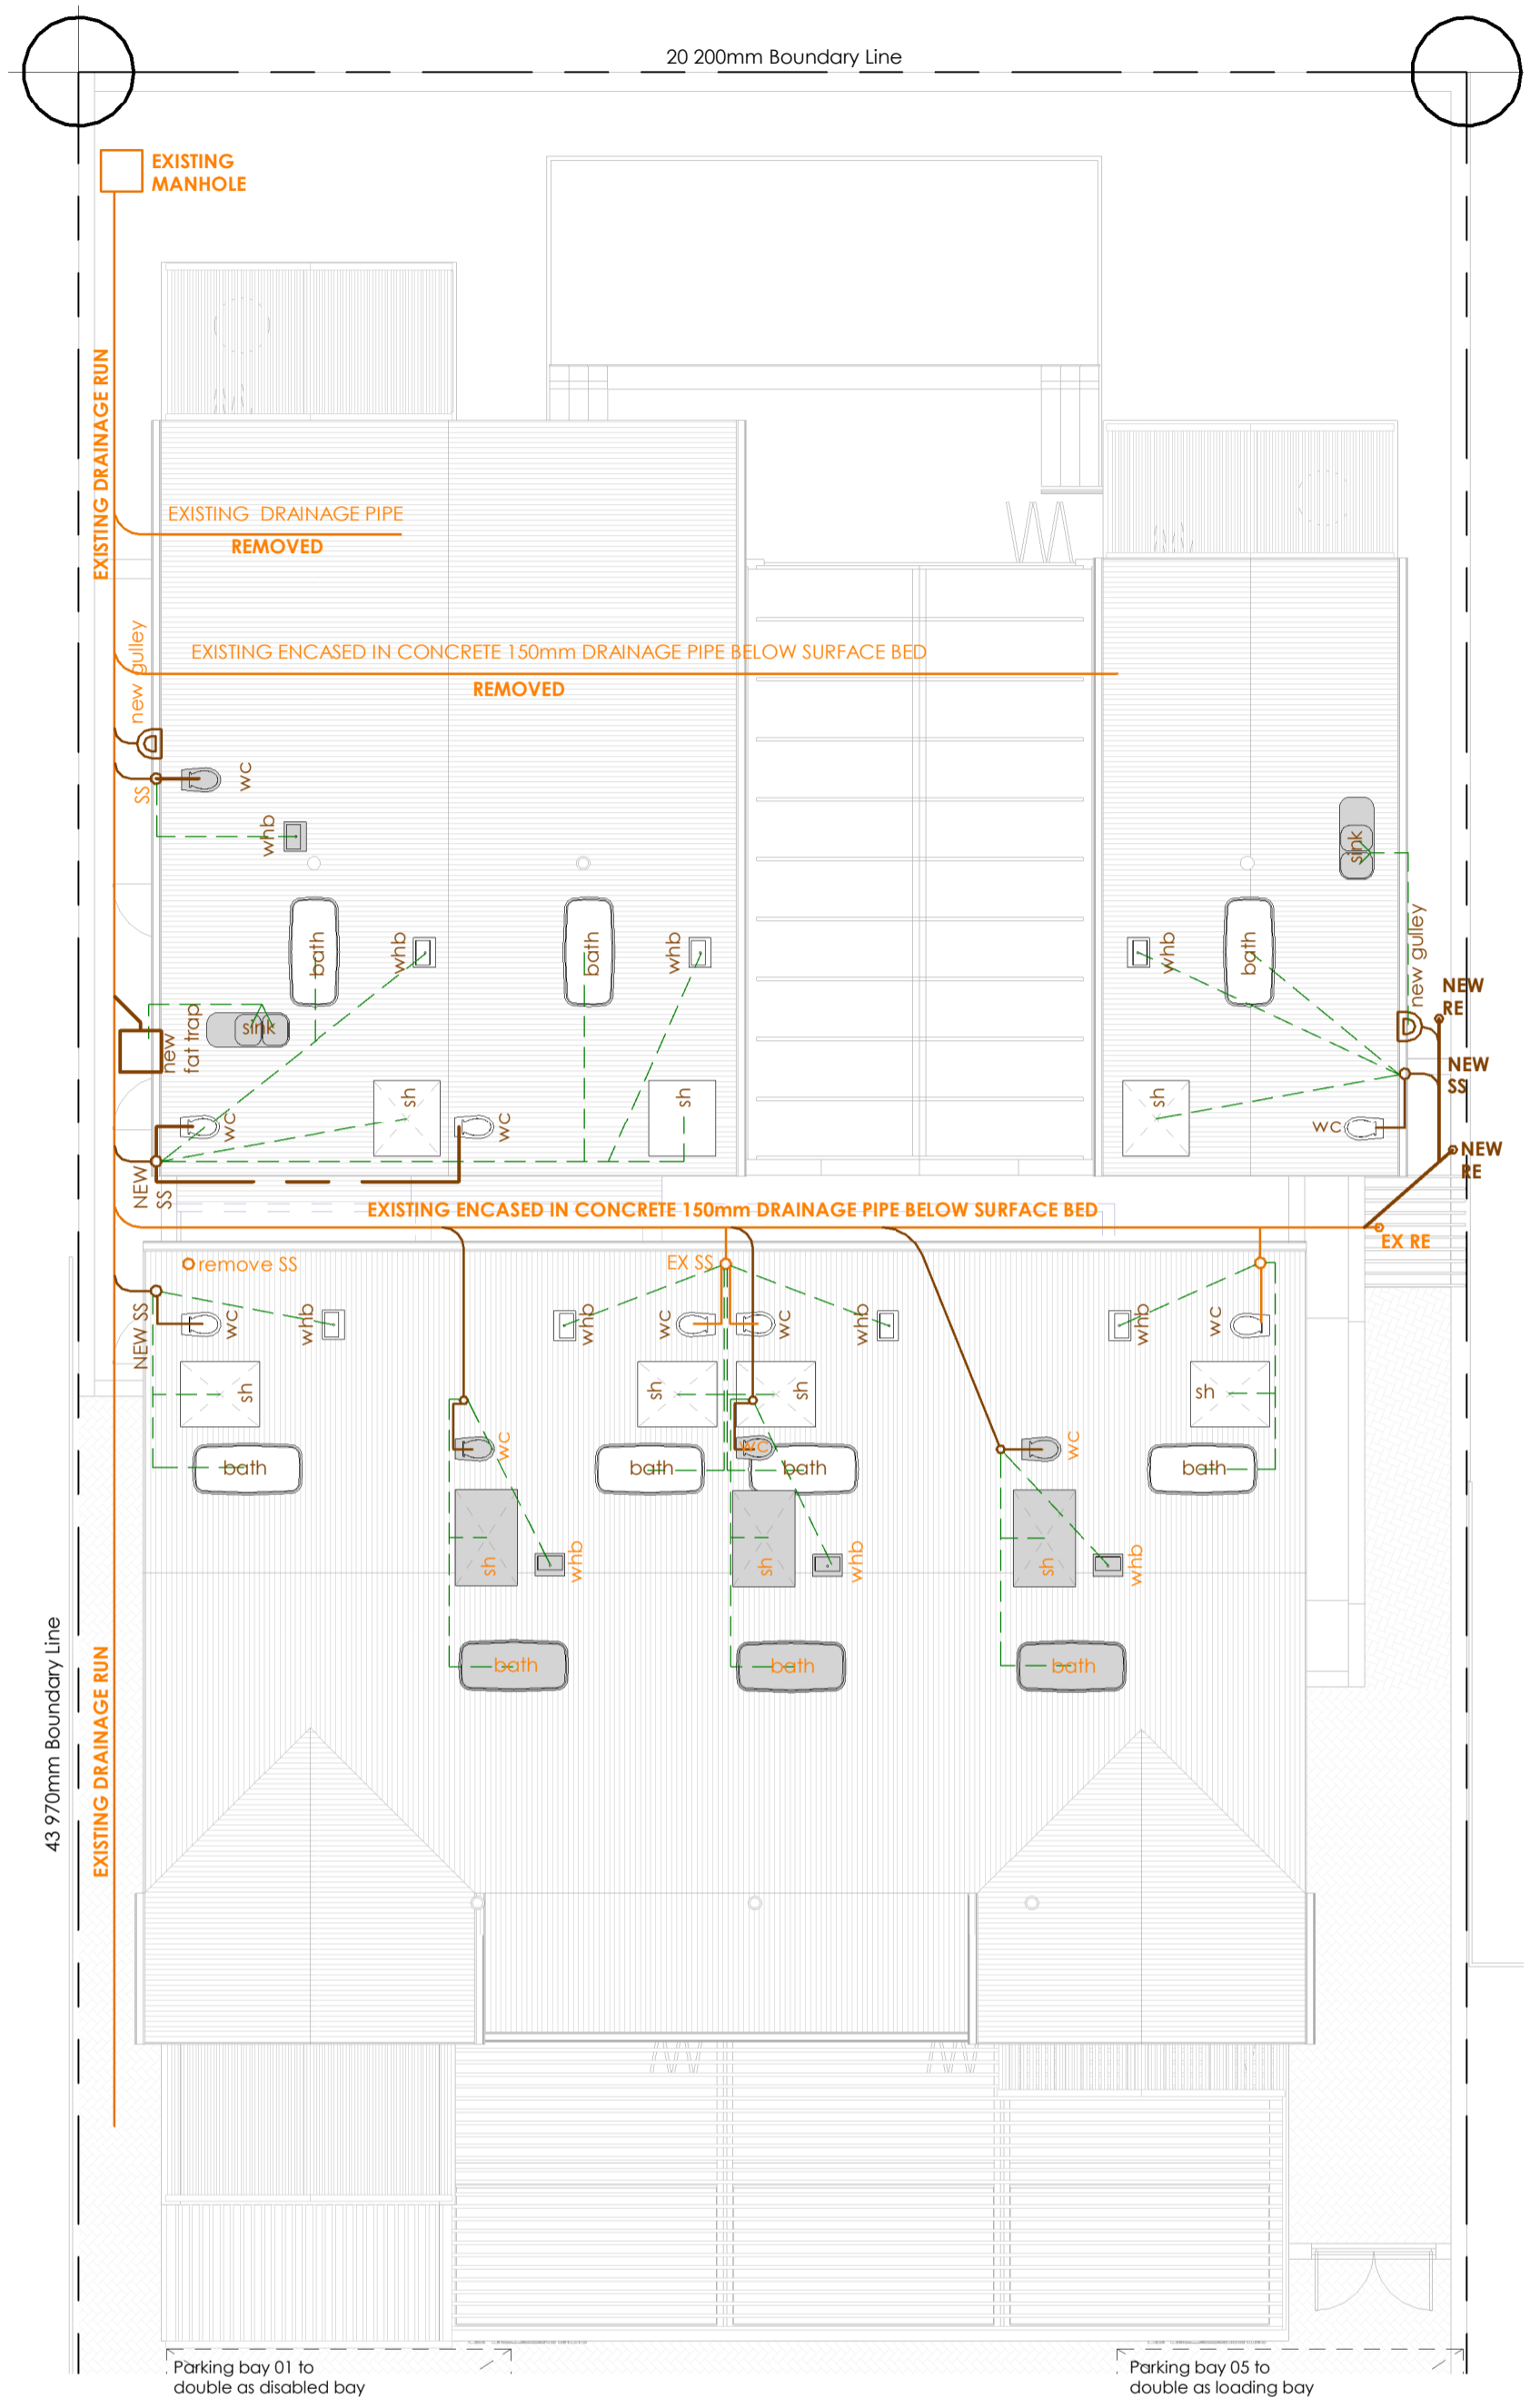 20 200mm Boundary Line
EXISTING
MANHOLE
EXISTING DRAINAGE RUN
EXISTING DRAINAGE PIPE
REMOVED
new gulley
EXISTING ENCASED IN CONCRETE 150mm DRAINAGE PIPE BELOW SURFACE BED
REMOVED
SS
wc
whb
sink
bath
whb
bath
whb
whb
bath
new gulley
NEW
RE
new
fat trap
sink
NEW
SS
sh
sh
sh
wc
wc
wc
NEW
RE
NEW
SS
EXISTING ENCASED IN CONCRETE 150mm DRAINAGE PIPE BELOW SURFACE BED
EX RE
remove SS
EX SS
NEW SS
wc
whb
whb
wc
wc
whb
whb
wc
sh
sh
sh
sh
wc
wc
wc
bath
bath
bath
bath
sh
whb
sh
whb
sh
whb
bath
bath
bath
43 970mm Boundary Line
EXISTING DRAINAGE RUN
Parking bay 01 to
double as disabled bay
Parking bay 05 to
double as loading bay